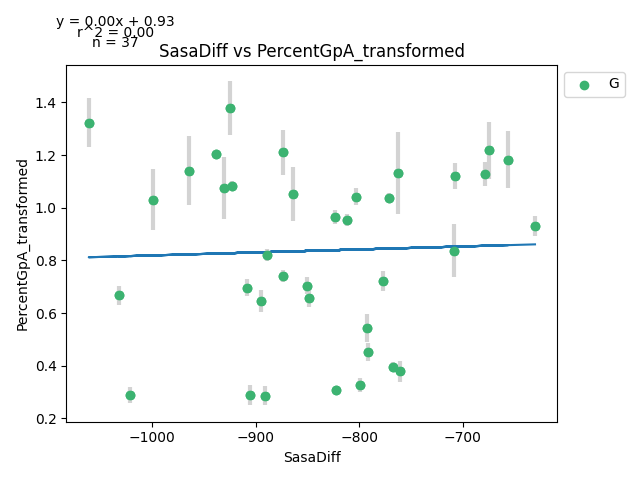 y = 0.00x + 0.93
r^2 = 0.00
n = 37
SasaDiff vs PercentGpA_transformed
G
PercentGpA_transformed
1.4
1.2
1.0
0.8
0.6
0.4
0.2
−1000
−900
−800
−700
SasaDiff